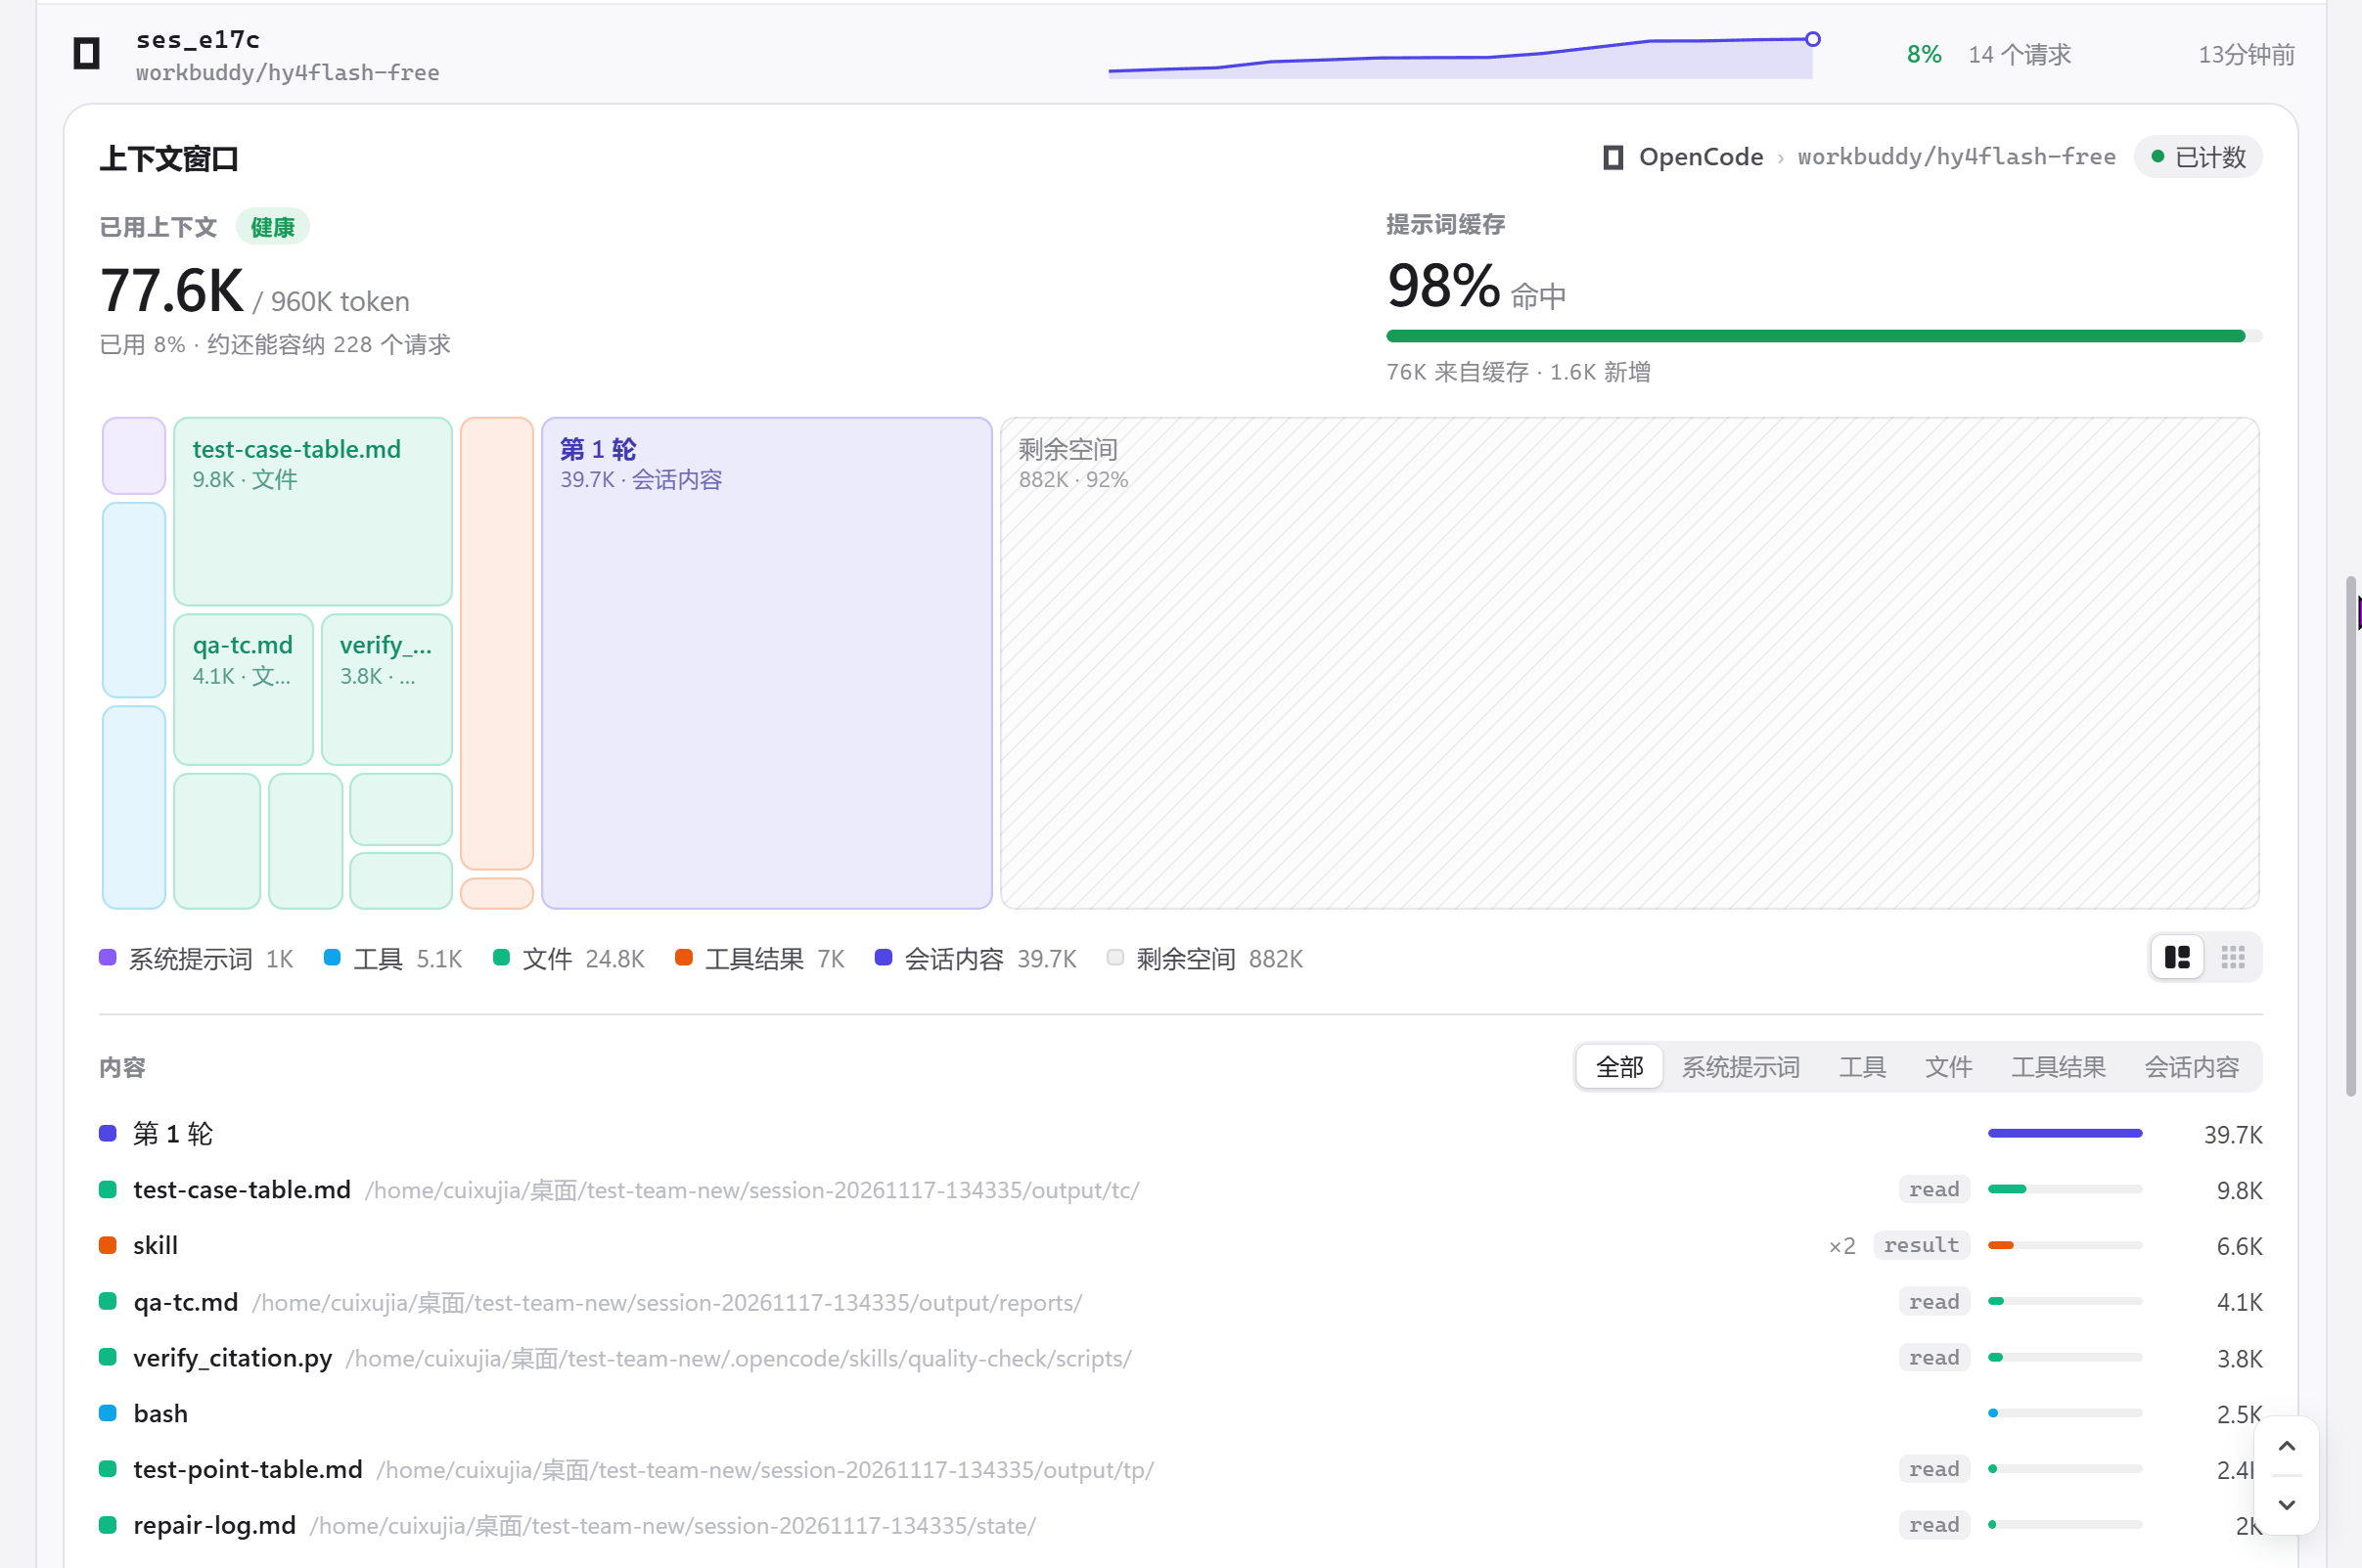 ses_e17c
workbuddy/hy4flash-free
8% 14 个请求 13分钟前
上下文窗口
OpenCode › workbuddy/hy4flash-free 已计数
已用上下文 健康
77.6K / 960K token
已用 8% · 约还能容纳 228 个请求
提示词缓存
98% 命中
76K 来自缓存 · 1.6K 新增
test-case-table.md
9.8K · 文件
qa-tc.md
4.1K · 文...
verify_...
3.8K · ...
第 1 轮
39.7K · 会话内容
剩余空间
882K · 92%
系统提示词 1K 工具 5.1K 文件 24.8K 工具结果 7K 会话内容 39.7K 剩余空间 882K
内容
全部 系统提示词 工具 文件 工具结果 会话内容
第 1 轮 39.7K
test-case-table.md /home/cuixujia/桌面/test-team-new/session-20261117-134335/output/tc/ read 9.8K
skill ×2 result 6.6K
qa-tc.md /home/cuixujia/桌面/test-team-new/session-20261117-134335/output/reports/ read 4.1K
verify_citation.py /home/cuixujia/桌面/test-team-new/.opencode/skills/quality-check/scripts/ read 3.8K
bash 2.5K
test-point-table.md /home/cuixujia/桌面/test-team-new/session-20261117-134335/output/tp/ read 2.4K
repair-log.md /home/cuixujia/桌面/test-team-new/session-20261117-134335/state/ read 2K